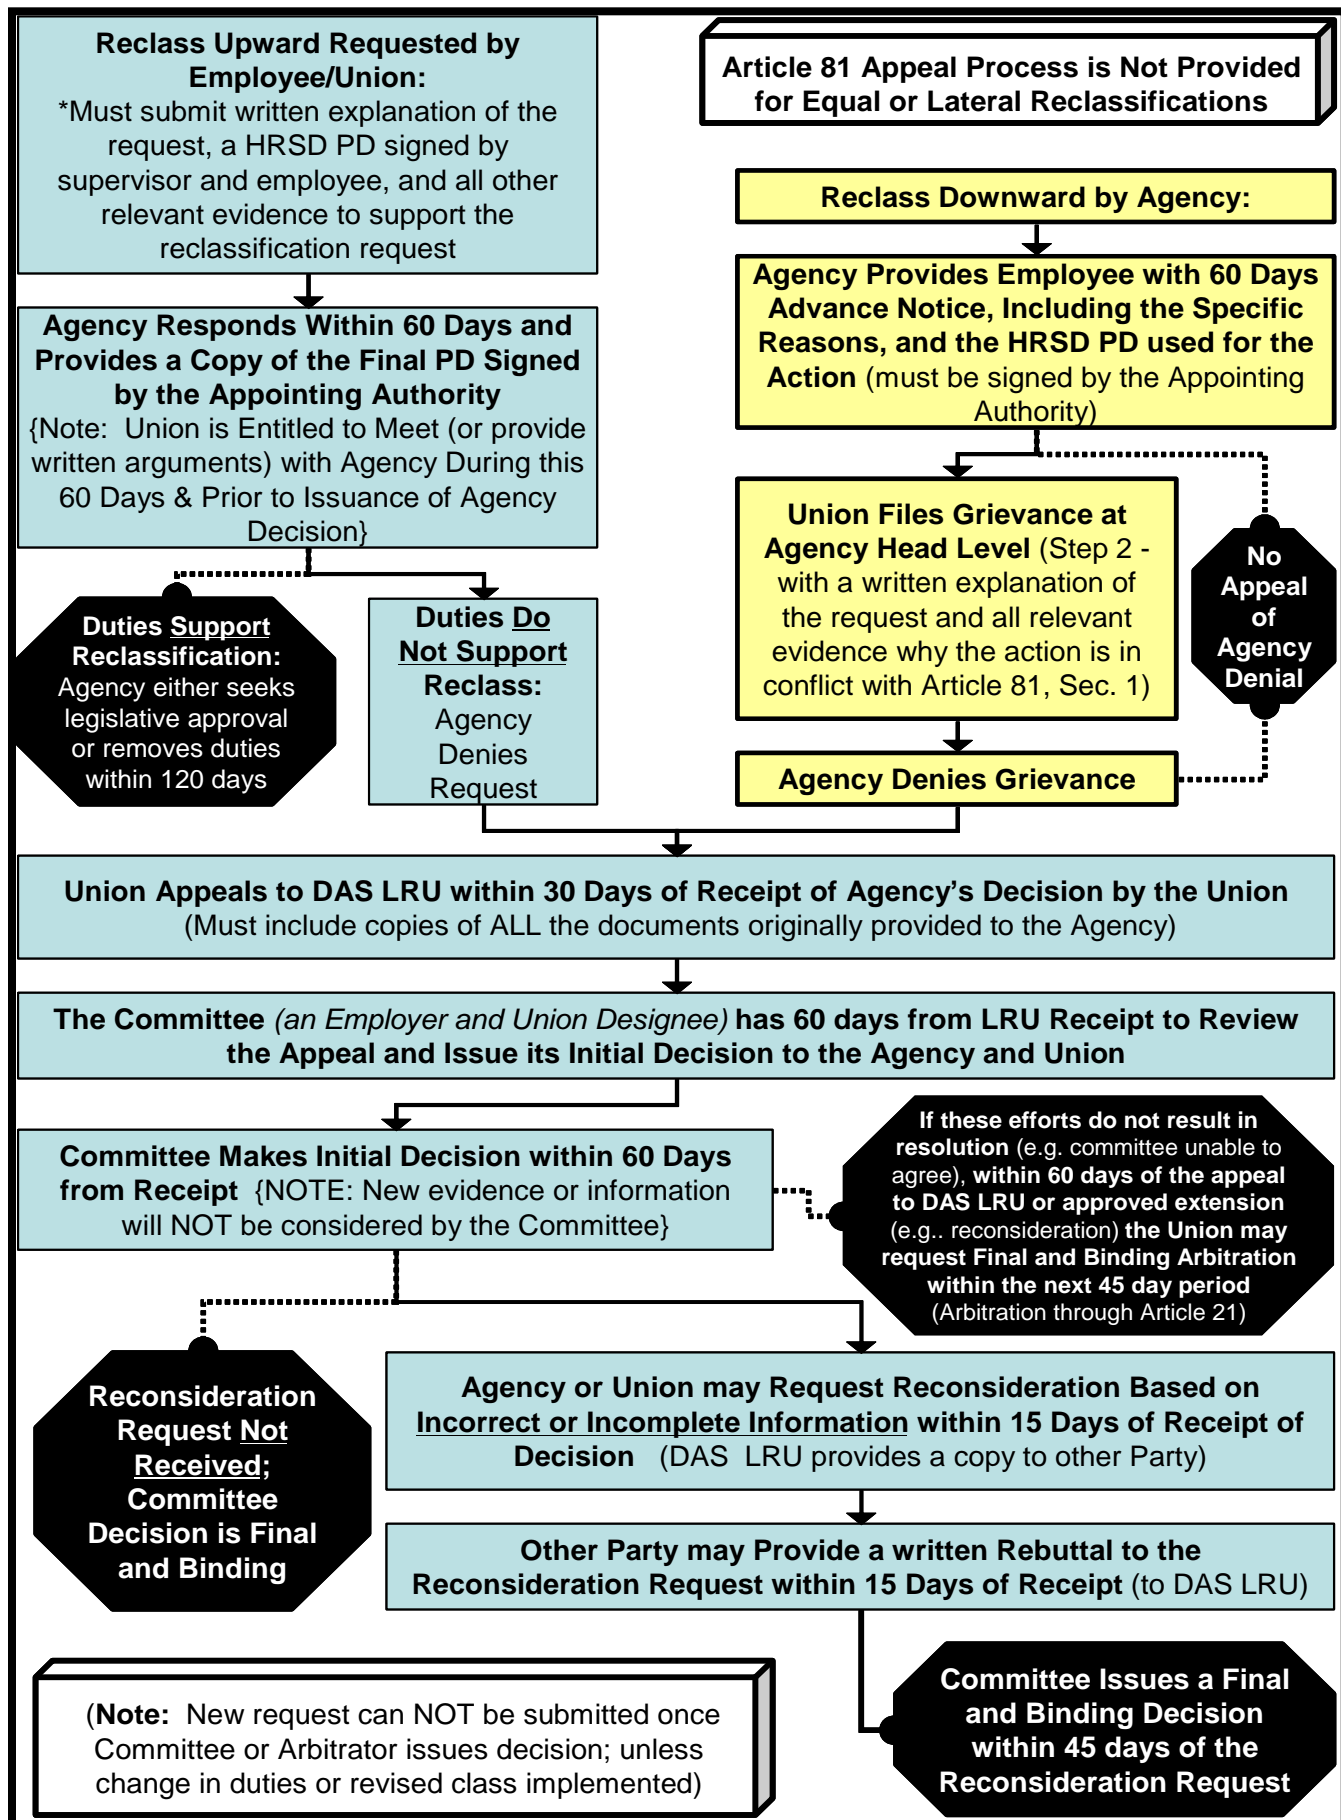 Reclass Upward Requested by
Employee/Union:
*Must submit written explanation of the
request, a HRSD PD signed by
supervisor and employee, and all other
relevant evidence to support the
reclassification request
Article 81 Appeal Process is Not Provided
for Equal or Lateral Reclassifications
Reclass Downward by Agency:
Agency Provides Employee with 60 Days
Advance Notice, Including the Specific
Reasons, and the HRSD PD used for the
Action (must be signed by the Appointing
Authority)
Agency Responds Within 60 Days and
Provides a Copy of the Final PD Signed
by the Appointing Authority
{Note:  Union is Entitled to Meet (or provide
written arguments) with Agency During this
60 Days & Prior to Issuance of Agency
Decision}
Union Files Grievance at
Agency Head Level (Step 2 -
with a written explanation of
the request and all relevant
evidence why the action is in
conflict with Article 81, Sec. 1)
No
Appeal
of
Agency
Denial
Duties Support
Reclassification:
Agency either seeks
legislative approval
or removes duties
within 120 days
Duties Do
Not Support
Reclass:
Agency
Denies
Request
Agency Denies Grievance
Union Appeals to DAS LRU within 30 Days of Receipt of Agency’s Decision by the Union
(Must include copies of ALL the documents originally provided to the Agency)
The Committee (an Employer and Union Designee) has 60 days from LRU Receipt to Review
the Appeal and Issue its Initial Decision to the Agency and Union
Committee Makes Initial Decision within 60 Days
from Receipt  {NOTE: New evidence or information
will NOT be considered by the Committee}
If these efforts do not result in
resolution (e.g. committee unable to
agree), within 60 days of the appeal
to DAS LRU or approved extension
(e.g.. reconsideration) the Union may
request Final and Binding Arbitration
within the next 45 day period
(Arbitration through Article 21)
Reconsideration
Request Not
Received;
Committee
Decision is Final
and Binding
Agency or Union may Request Reconsideration Based on
Incorrect or Incomplete Information within 15 Days of Receipt of
Decision   (DAS  LRU provides a copy to other Party)
Other Party may Provide a written Rebuttal to the
Reconsideration Request within 15 Days of Receipt (to DAS LRU)
(Note:  New request can NOT be submitted once
Committee or Arbitrator issues decision; unless
change in duties or revised class implemented)
Committee Issues a Final
and Binding Decision
within 45 days of the
Reconsideration Request